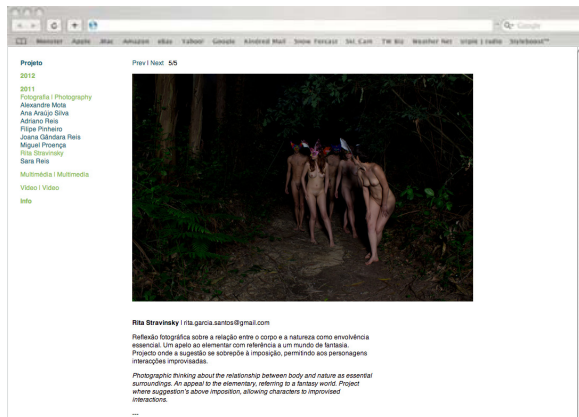 Google
Monster Apple Mac Amazon eBay Yahoo! Google Kindred Mail Snow Forcast Ski Cam TW Biz Weather Net triple j radio Styleboost
Projeto
2012
2011
Fotografia | Photography
Alexandre Mota
Ana Araújo Silva
Adriano Reis
Filipe Pinheiro
Joana Gândara Reis
Miguel Proença
Rita Stravinsky
Sara Reis
Multimédia | Multimedia
Vídeo | Video
Info
Prev | Next 5/5
Rita Stravinsky | rita.garcia.santos@gmail.com
Reflexão fotográfica sobre a relação entre o corpo e a natureza como envolvência
essencial. Um apelo ao elementar com referência a um mundo de fantasia.
Projecto onde a sugestão se sobrepõe à imposição, permitindo aos personagens
interacções improvisadas.
Photographic thinking about the relationship between body and nature as essential
surroundings. An appeal to the elementary, referring to a fantasy world. Project
where suggestion's above imposition, allowing characters to improvised
interactions.
---